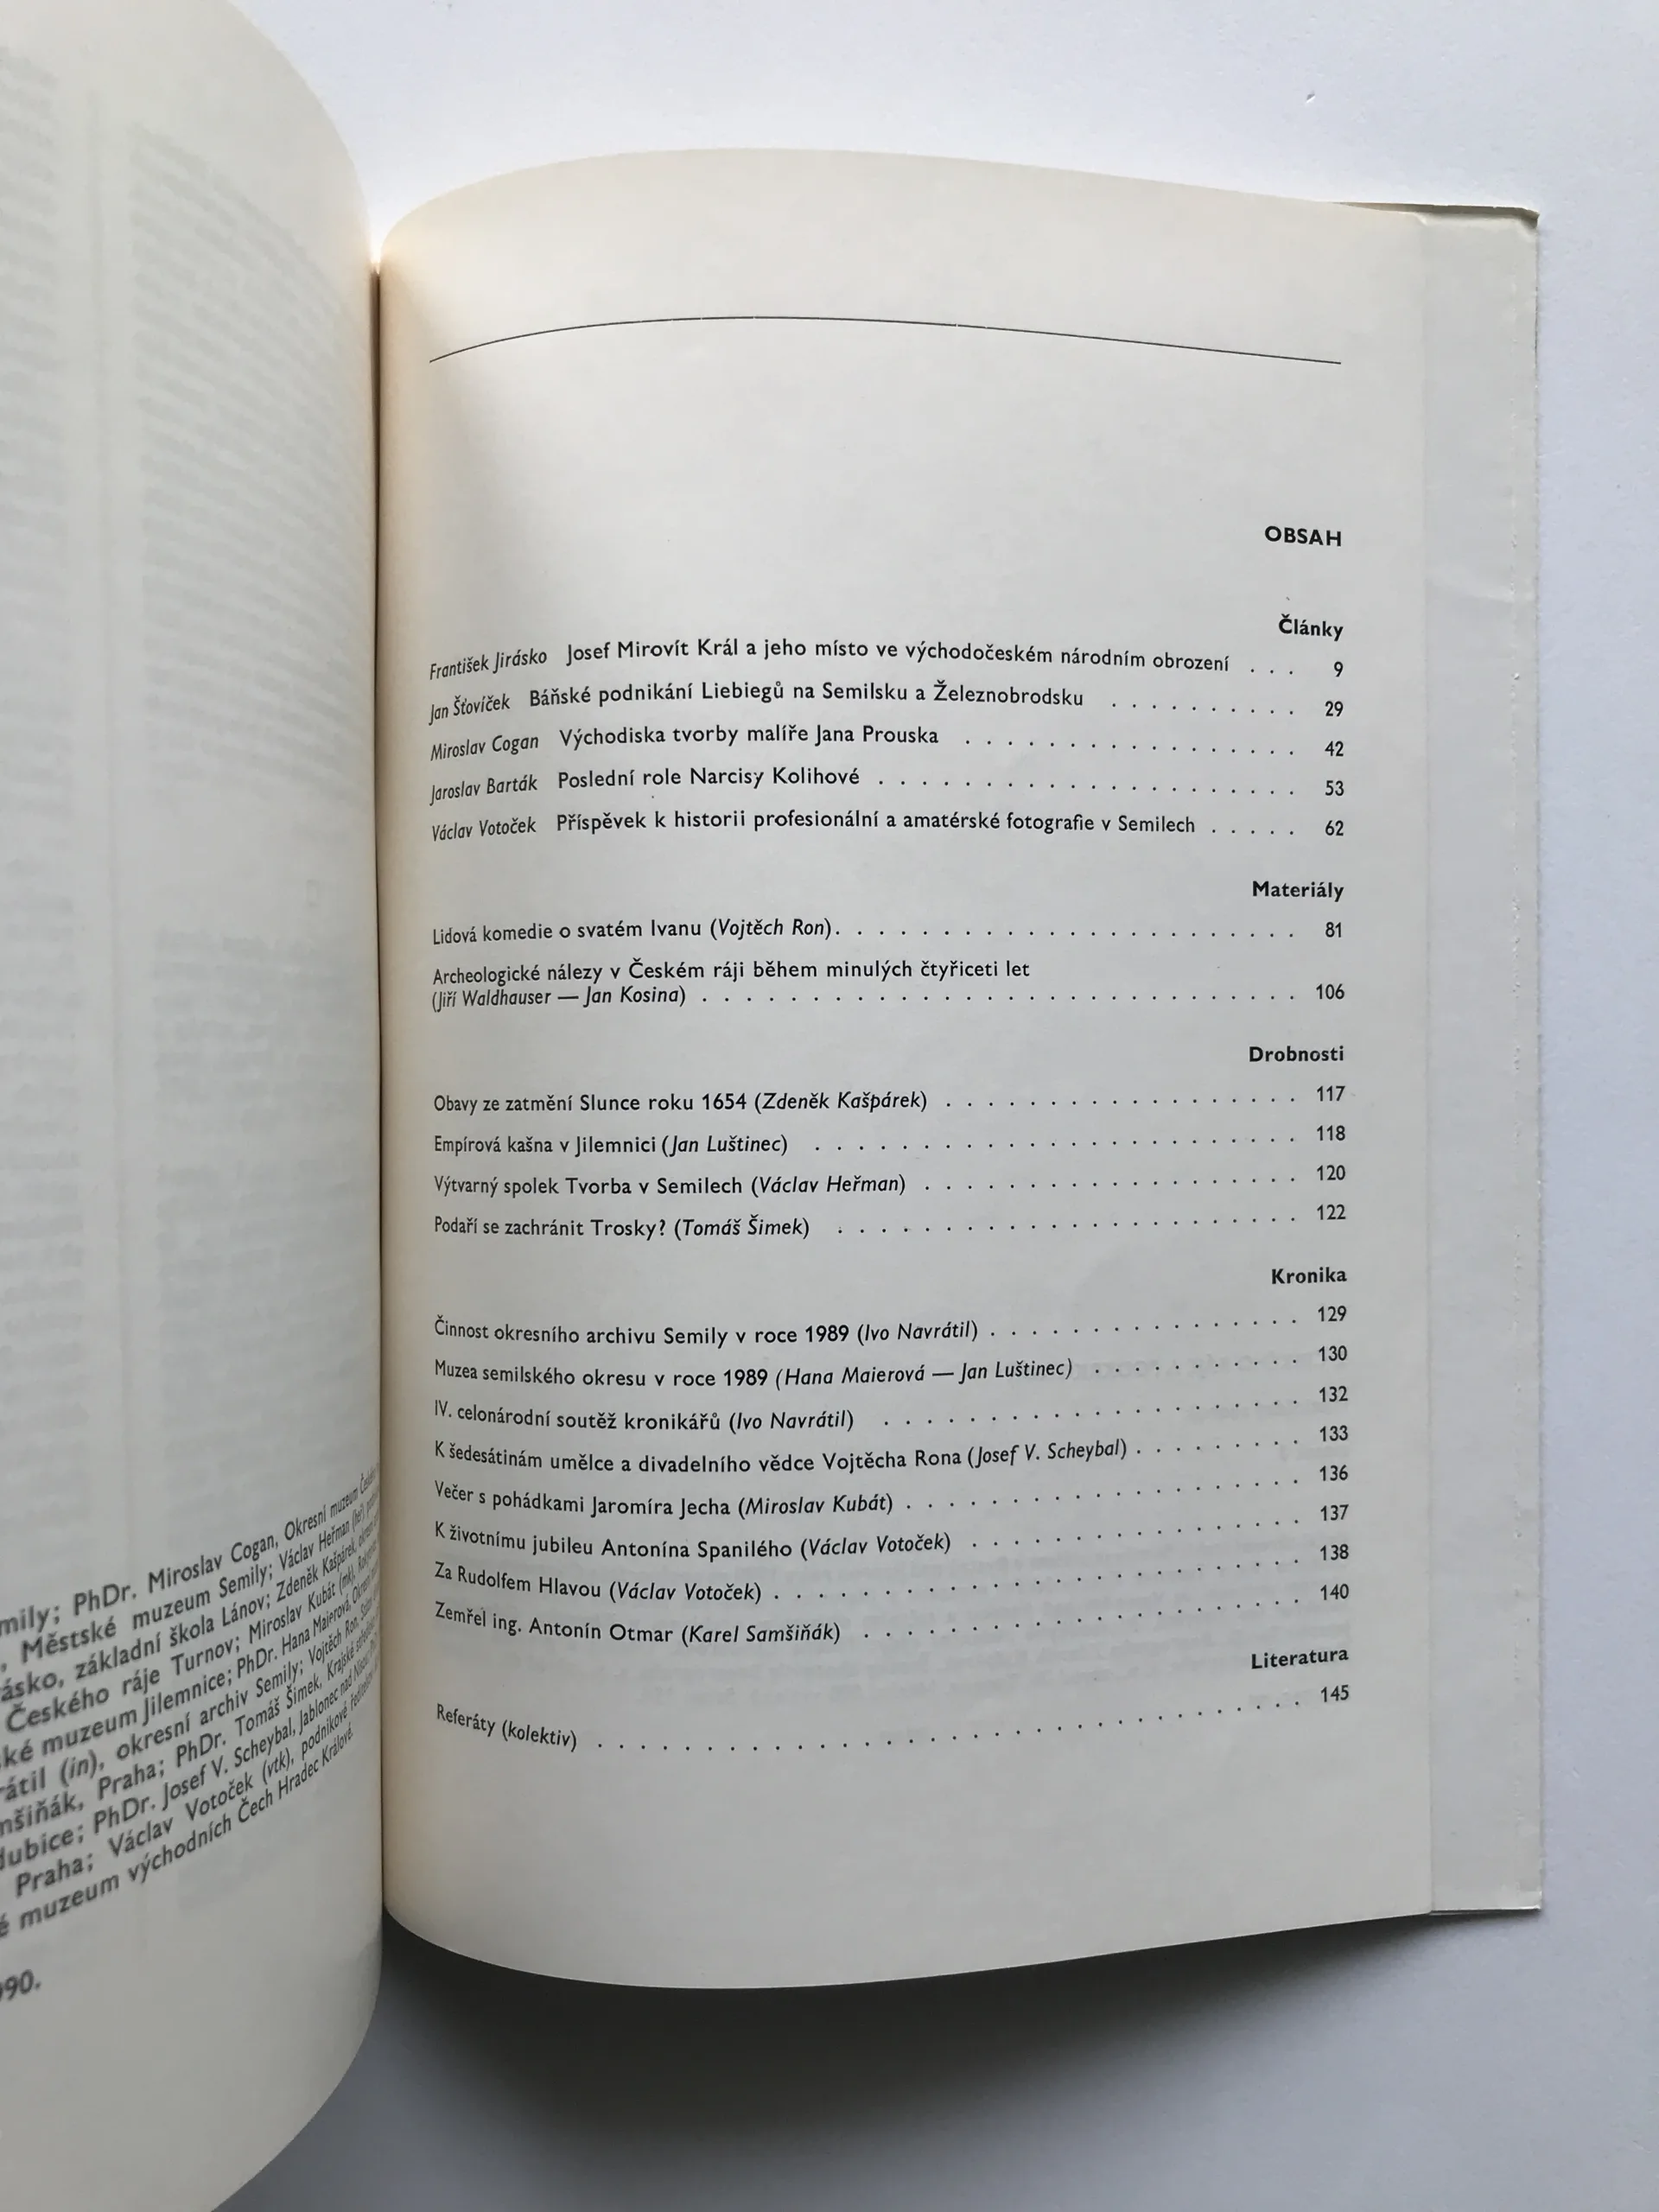 mily; PhDr. Miroslav Cogan, Okresní muzeum
Městské muzeum Semily; Václav Heřman (heř)
ásko, základní škola Lánov; Zdeněk Kašpárek,
Českého ráje Turnov; Miroslav Kubát (mk),
ké muzeum Jilemnice; PhDr. Hana Maierová,
rátil (in), okresní archiv Semily; Vojtěch Ron,
mšiňák, Praha; PhDr. Tomáš Šimek, Krajské
dubice; PhDr. Josef V. Scheybal, Jablonec nad
Praha; Václav Votoček (vtk), podnikové
é muzeum východních Čech Hradec Králové.
990.
OBSAH
Články
František Jirásko Josef Mirovít Král a jeho místo ve východočeském národním obrození . . . 9
Jan Šťovíček Báňské podnikání Liebiegů na Semilsku a Železnobrodsku . . . . . . . . . . 29
Miroslav Cogan Východiska tvorby malíře Jana Prouska . . . . . . . . . . . . . . . . 42
Jaroslav Barták Poslední role Narcisy Kolihové . . . . . . . . . . . . . . . . . . . . 53
Václav Votoček Příspěvek k historii profesionální a amatérské fotografie v Semilech . . . . . 62
Materiály
Lidová komedie o svatém Ivanu (Vojtěch Ron). . . . . . . . . . . . . . . . . . . . . . 81
Archeologické nálezy v Českém ráji během minulých čtyřiceti let
(Jiří Waldhauser — Jan Kosina) . . . . . . . . . . . . . . . . . . . . . . . . . . . . 106
Drobnosti
Obavy ze zatmění Slunce roku 1654 (Zdeněk Kašpárek) . . . . . . . . . . . . . . . . . 117
Empírová kašna v Jilemnici (Jan Luštinec) . . . . . . . . . . . . . . . . . . . . . . . 118
Výtvarný spolek Tvorba v Semilech (Václav Heřman) . . . . . . . . . . . . . . . . . . 120
Podaří se zachránit Trosky? (Tomáš Šimek) . . . . . . . . . . . . . . . . . . . . . . 122
Kronika
Činnost okresního archivu Semily v roce 1989 (Ivo Navrátil) . . . . . . . . . . . . . . . 129
Muzea semilského okresu v roce 1989 (Hana Maierová — Jan Luštinec) . . . . . . . . . . 130
IV. celonárodní soutěž kronikářů (Ivo Navrátil) . . . . . . . . . . . . . . . . . . . . 132
K šedesátinám umělce a divadelního vědce Vojtěcha Rona (Josef V. Scheybal) . . . . . . . . 133
Večer s pohádkami Jaromíra Jecha (Miroslav Kubát) . . . . . . . . . . . . . . . . . . . 136
K životnímu jubileu Antonína Spanilého (Václav Votoček) . . . . . . . . . . . . . . . . 137
Za Rudolfem Hlavou (Václav Votoček) . . . . . . . . . . . . . . . . . . . . . . . . . 138
Zemřel ing. Antonín Otmar (Karel Samšiňák) . . . . . . . . . . . . . . . . . . . . . 140
Literatura
Referáty (kolektiv) . . . . . . . . . . . . . . . . . . . . . . . . . . . . . . . . 145